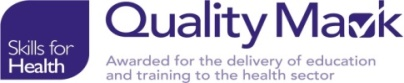 Skills for
Health
Quality Mark
Awarded for the delivery of education
and training to the health sector